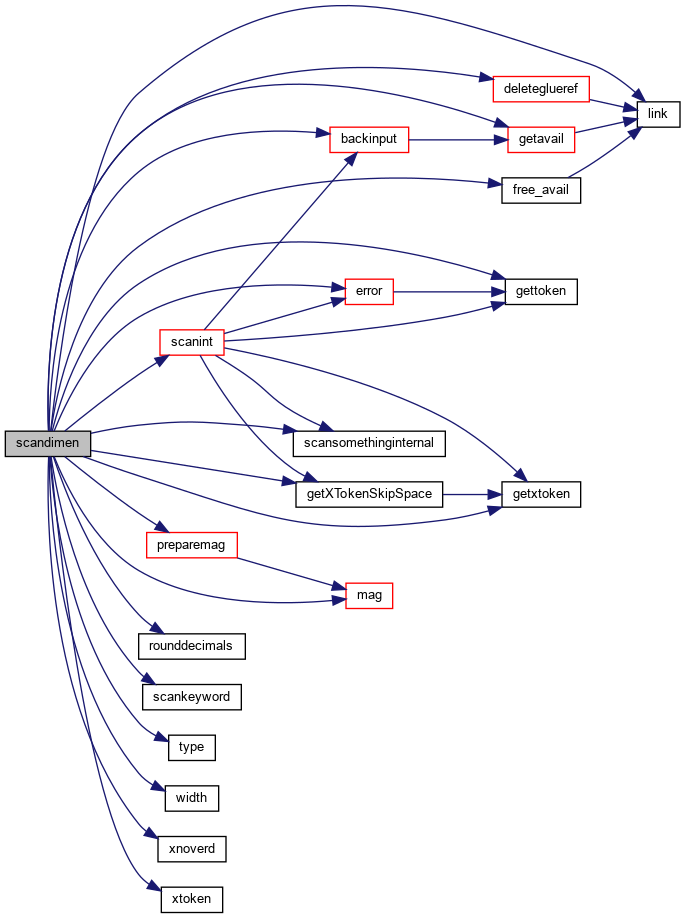 deleteglueref
link
backinput
getavail
free_avail
error
gettoken
scanint
scandimen
scansomethinginternal
getXTokenSkipSpace
getxtoken
preparemag
mag
rounddecimals
scankeyword
type
width
xnoverd
xtoken